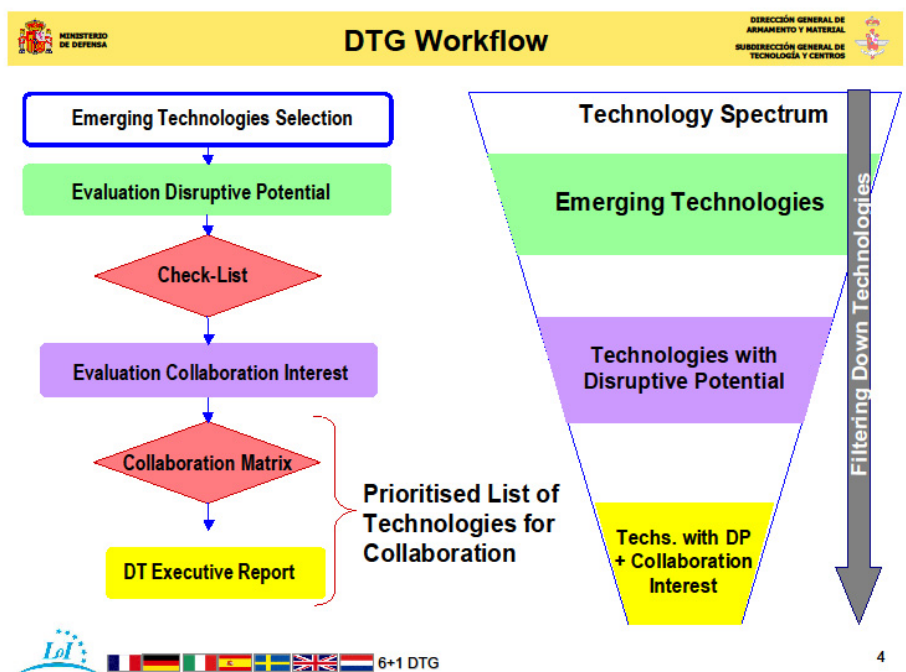 MINISTERIO
DE DEFENSA
DTG Workflow
DIRECCIÓN GENERAL DE
ARMAMENTO Y MATERIAL
SUBDIRECCIÓN GENERAL DE
TECNOLOGÍA Y CENTROS
Emerging Technologies Selection
Evaluation Disruptive Potential
Check-List
Evaluation Collaboration Interest
Collaboration Matrix
DT Executive Report
Prioritised List of
Technologies for
Collaboration
Technology Spectrum
Emerging Technologies
Technologies with
Disruptive Potential
Techs. with DP
+ Collaboration
Interest
Filtering Down Technologies
LoI
6+1 DTG
4